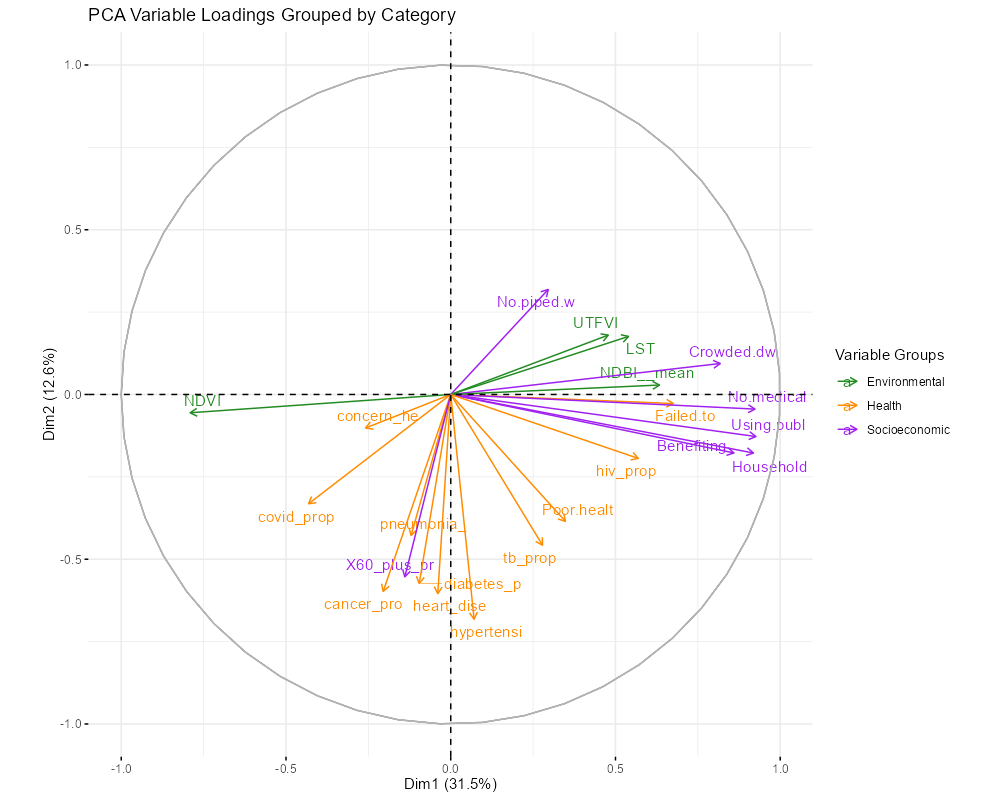 PCA Variable Loadings Grouped by Category
1.0
0.5
0.0
-0.5
-1.0
Dim2 (12.6%)
No.piped.w
UTFVI
LST
Crowded.dw
NDBI__mean
NDVI
No.medical
concern_he
Failed.to
Using.publ
Benefiting
Household
hiv_prop
covid_prop
pneumonia_
Poor.healt
tb_prop
X60_plus_pr
diabetes_p
cancer_pro
heart_dise
hypertensi
-1.0
-0.5
0.0
0.5
1.0
Dim1 (31.5%)
Variable Groups
a Environmental
a Health
a Socioeconomic